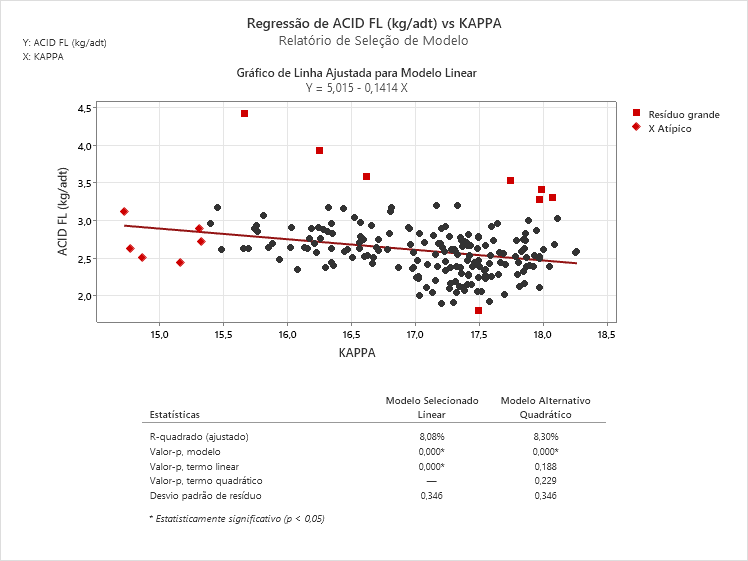 Regressão de ACID FL (kg/adt) vs KAPPA
Relatório de Seleção de Modelo
Y: ACID FL (kg/adt)
X: KAPPA
Gráfico de Linha Ajustada para Modelo Linear
Y = 5,015 - 0,1414 X
Resíduo grande
X Atípico
ACID FL (kg/adt)
4,5
4,0
3,5
3,0
2,5
2,0
15,0 15,5 16,0 16,5 17,0 17,5 18,0 18,5
KAPPA
Modelo Selecionado Modelo Alternativo
Estatísticas Linear Quadrático
R-quadrado (ajustado) 8,08% 8,30%
Valor-p, modelo 0,000* 0,000*
Valor-p, termo linear 0,000* 0,188
Valor-p, termo quadrático — 0,229
Desvio padrão de resíduo 0,346 0,346
* Estatisticamente significativo (p < 0,05)